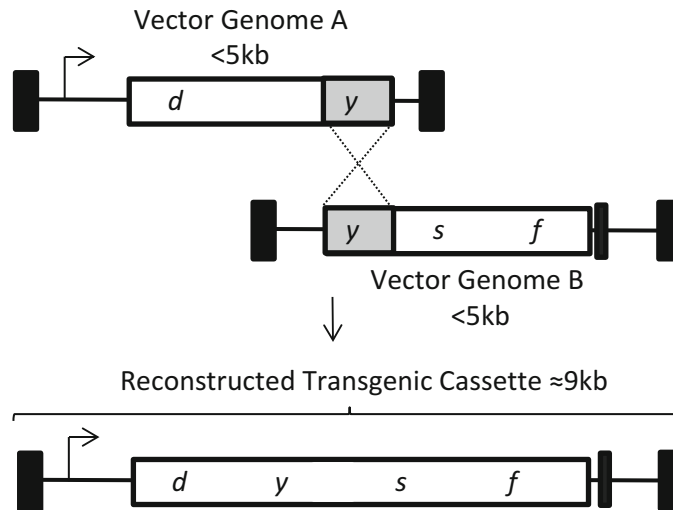 Vector Genome A
<5kb
d y
y s f
Vector Genome B
<5kb
Reconstructed Transgenic Cassette ≈9kb
d y s f